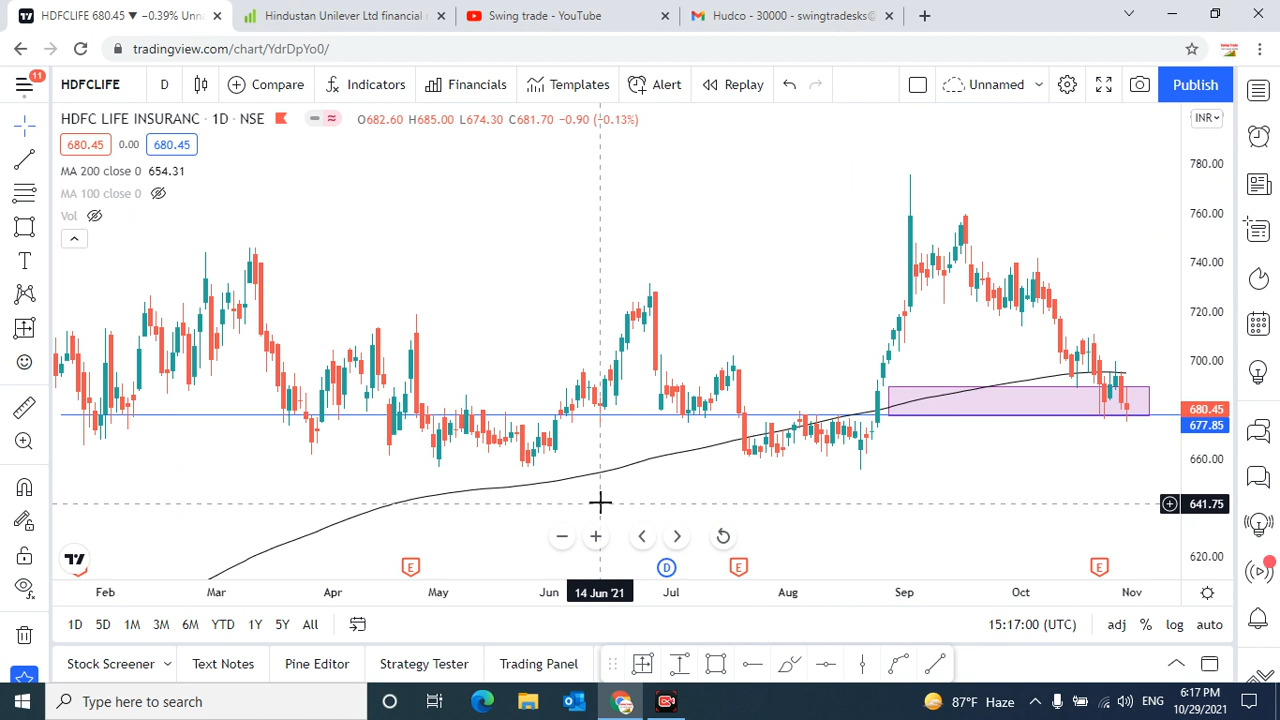 HDFCLIFE 680.45 ▼ −0.39% Unna
Hindustan Unilever Ltd financial r
Swing trade - YouTube
Hudco - 30000 - swingtradesks@
tradingview.com/chart/YdrDpYo0/
11
HDFCLIFE
D
Compare
Indicators
Financials
Templates
Alert
Replay
Unnamed
Publish
HDFC LIFE INSURANC · 1D · NSE
O682.60 H685.00 L674.30 C681.70 −0.90 (−0.13%)
INR
680.45 0.00 680.45
MA 200 close 0 654.31
MA 100 close 0
Vol
780.00
760.00
740.00
720.00
700.00
680.45
677.85
660.00
641.75
620.00
E
D
E
E
Feb Mar Apr May Jun 14 Jun '21 Jul Aug Sep Oct Nov
1D 5D 1M 3M 6M YTD 1Y 5Y All
15:17:00 (UTC)
adj % log auto
Stock Screener
Text Notes
Pine Editor
Strategy Tester
Trading Panel
Type here to search
87°F Haze
ENG
6:17 PM
10/29/2021